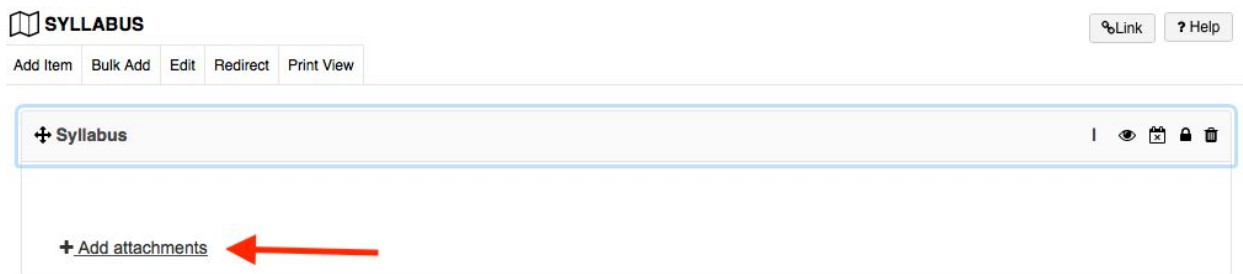 SYLLABUS
Link ? Help
Add Item Bulk Add Edit Redirect Print View
Syllabus
+ Add attachments